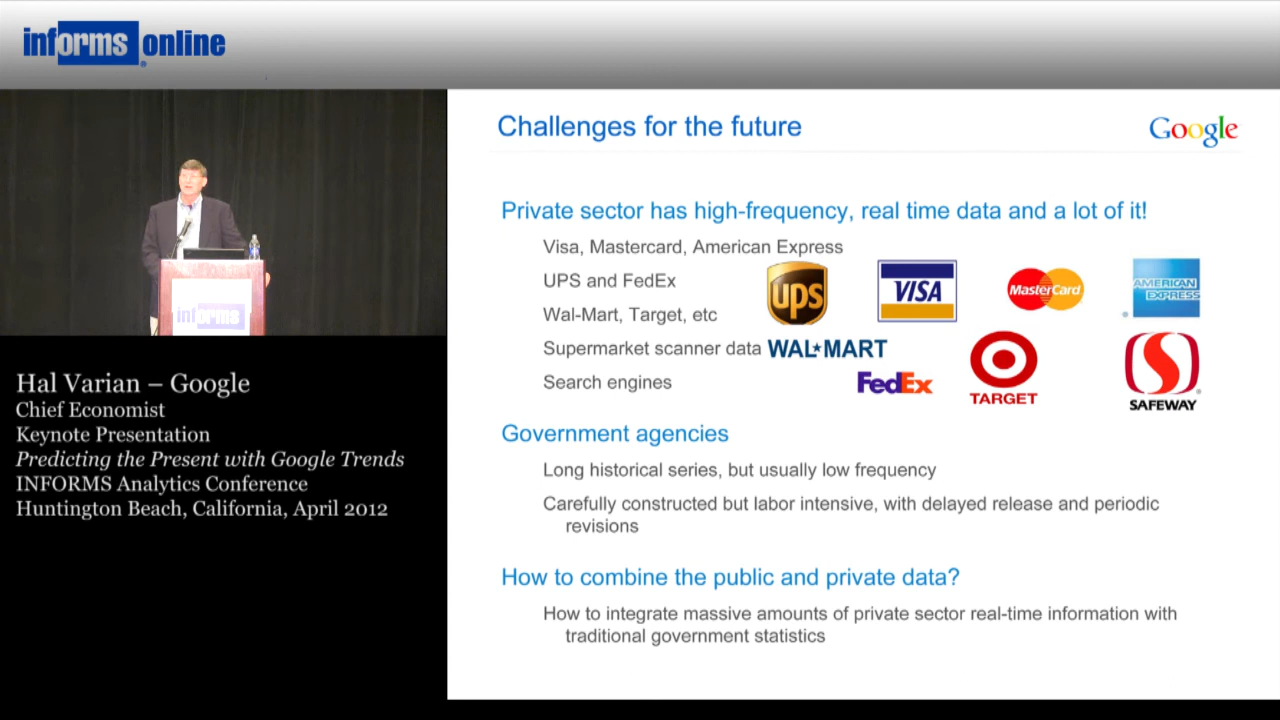 informs online
Challenges for the future
Google
Private sector has high-frequency, real time data and a lot of it!
Visa, Mastercard, American Express
UPS and FedEx
Wal-Mart, Target, etc
Supermarket scanner data
Search engines
ups
VISA
MasterCard
AMERICAN
EXPRESS
WAL★MART
FedEx
TARGET
SAFEWAY
Government agencies
Long historical series, but usually low frequency
Carefully constructed but labor intensive, with delayed release and periodic
revisions
How to combine the public and private data?
How to integrate massive amounts of private sector real-time information with
traditional government statistics
informs
Hal Varian – Google
Chief Economist
Keynote Presentation
Predicting the Present with Google Trends
INFORMS Analytics Conference
Huntington Beach, California, April 2012